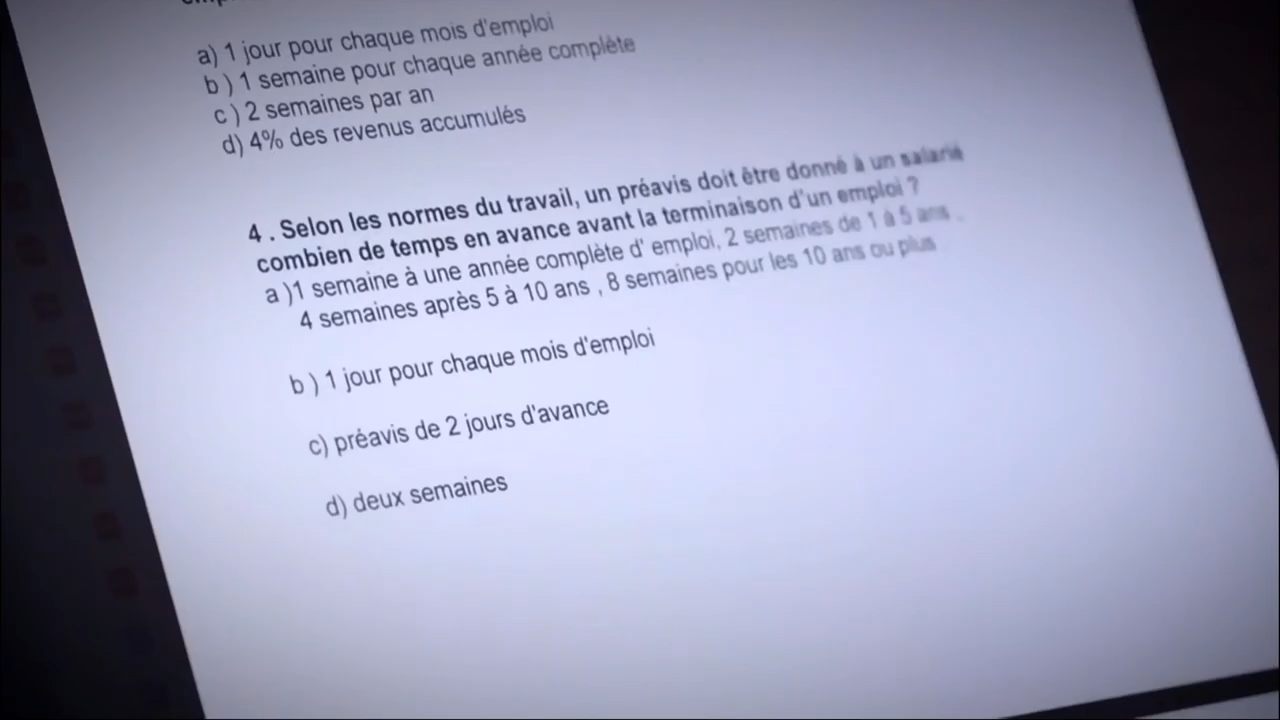 a) 1 jour pour chaque mois d'emploi
b ) 1 semaine pour chaque année complète
c ) 2 semaines par an
d) 4% des revenus accumulés
4 . Selon les normes du travail, un préavis doit être donné à un salarié
combien de temps en avance avant la terminaison d'un emploi ?
a )1 semaine à une année complète d' emploi, 2 semaines de 1 à 5 ans .
4 semaines après 5 à 10 ans , 8 semaines pour les 10 ans ou plus
b ) 1 jour pour chaque mois d'emploi
c) préavis de 2 jours d'avance
d) deux semaines